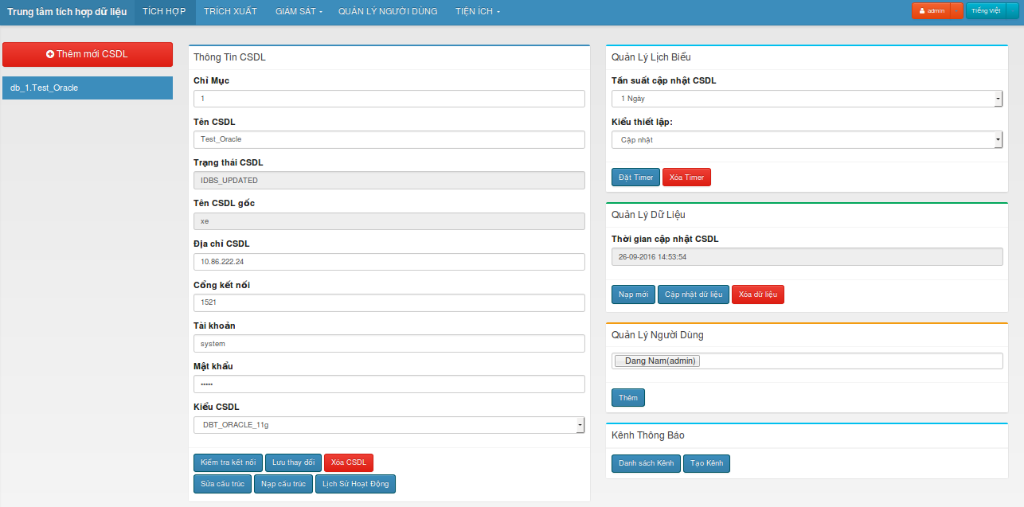 Trung tâm tích hợp dữ liệu
TÍCH HỢP
TRÍCH XUẤT
GIÁM SÁT
QUẢN LÝ NGƯỜI DÙNG
TIỆN ÍCH
admin
Tiếng Việt
Thêm mới CSDL
db_1.Test_Oracle
Thông Tin CSDL
Chỉ Mục
1
Tên CSDL
Test_Oracle
Trạng thái CSDL
IDBS_UPDATED
Tên CSDL gốc
xe
Địa chỉ CSDL
10.86.222.24
Cổng kết nối
1521
Tài khoản
system
Mật khẩu
•••••
Kiểu CSDL
DBT_ORACLE_11g
Kiểm tra kết nối
Lưu thay đổi
Xóa CSDL
Sửa cấu trúc
Nạp cấu trúc
Lịch Sử Hoạt Động
Quản Lý Lịch Biểu
Tần suất cập nhật CSDL
1 Ngày
Kiểu thiết lập:
Cập nhật
Đặt Timer
Xóa Timer
Quản Lý Dữ Liệu
Thời gian cập nhật CSDL
26-09-2016 14:53:54
Nạp mới
Cập nhật dữ liệu
Xóa dữ liệu
Quản Lý Người Dùng
Dang Nam(admin)
Thêm
Kênh Thông Báo
Danh sách Kênh
Tạo Kênh